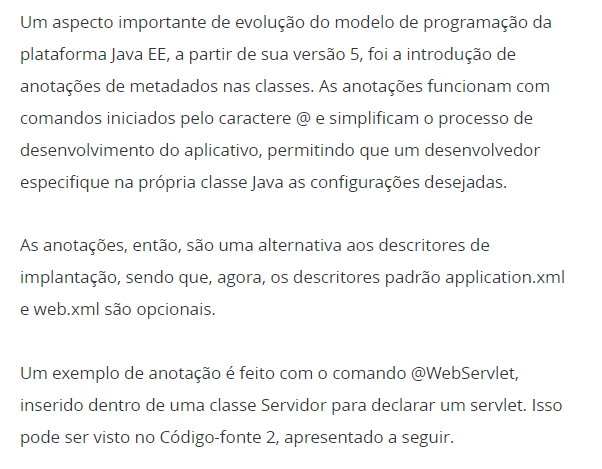 Um aspecto importante de evolução do modelo de programação da
plataforma Java EE, a partir de sua versão 5, foi a introdução de
anotações de metadados nas classes. As anotações funcionam com
comandos iniciados pelo caractere @ e simplificam o processo de
desenvolvimento do aplicativo, permitindo que um desenvolvedor
especifique na própria classe Java as configurações desejadas.
As anotações, então, são uma alternativa aos descritores de
implantação, sendo que, agora, os descritores padrão application.xml
e web.xml são opcionais.
Um exemplo de anotação é feito com o comando @WebServlet,
inserido dentro de uma classe Servidor para declarar um servlet. Isso
pode ser visto no Código-fonte 2, apresentado a seguir.